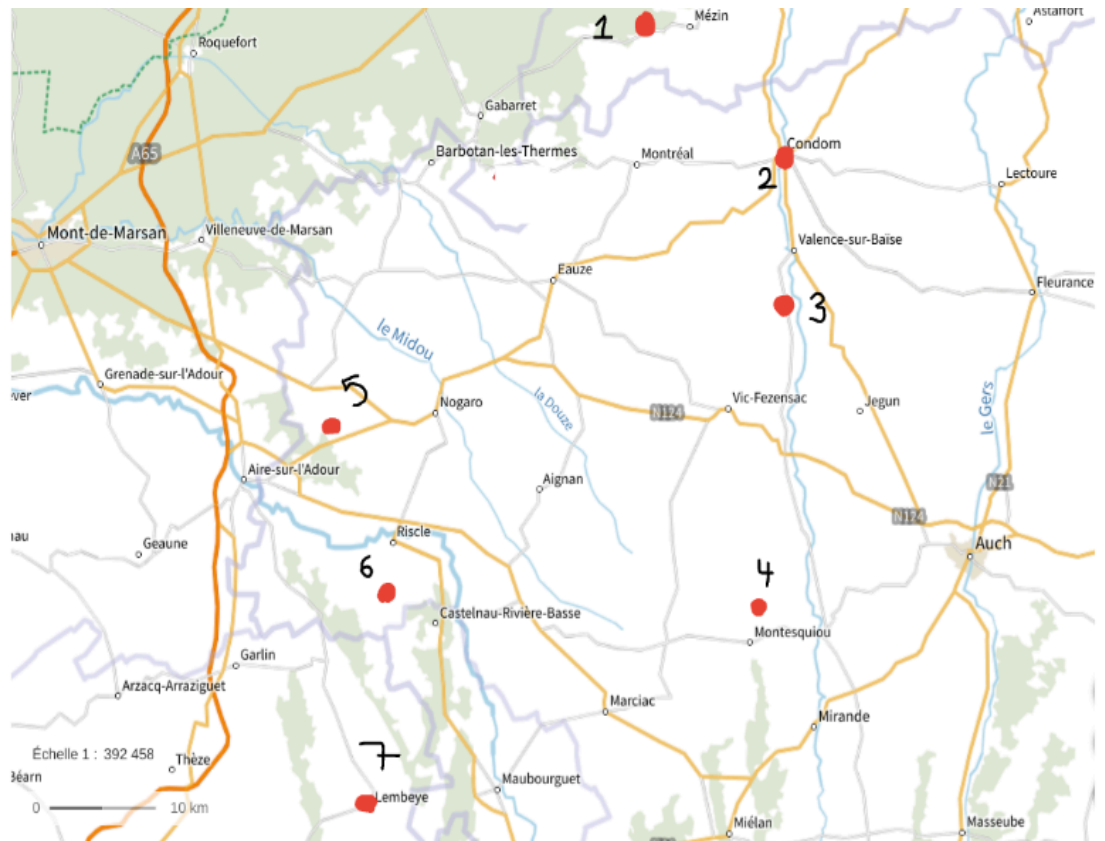 1
Mézin
Astaffort
Roquefort
Gabarret
A65
Barbotan-les-Thermes
Montréal
Condom
2
Lectoure
Mont-de-Marsan
Villeneuve-de-Marsan
Valence-sur-Baïse
Eauze
Fleurance
3
le Midou
Grenade-sur-l'Adour
ver
5
Nogaro
la Douze
N124
Vic-Fezensac
Jegun
le Gers
Aire-sur-l'Adour
Aignan
N21
N124
Riscle
au
Geaune
Auch
6
4
Castelnau-Rivière-Basse
Montesquiou
Garlin
Arzacq-Arraziguet
Marciac
Mirande
7
Échelle 1 : 392 458
Thèze
Béarn
Maubourguet
0 10 km
Lembeye
Miélan
Masseube